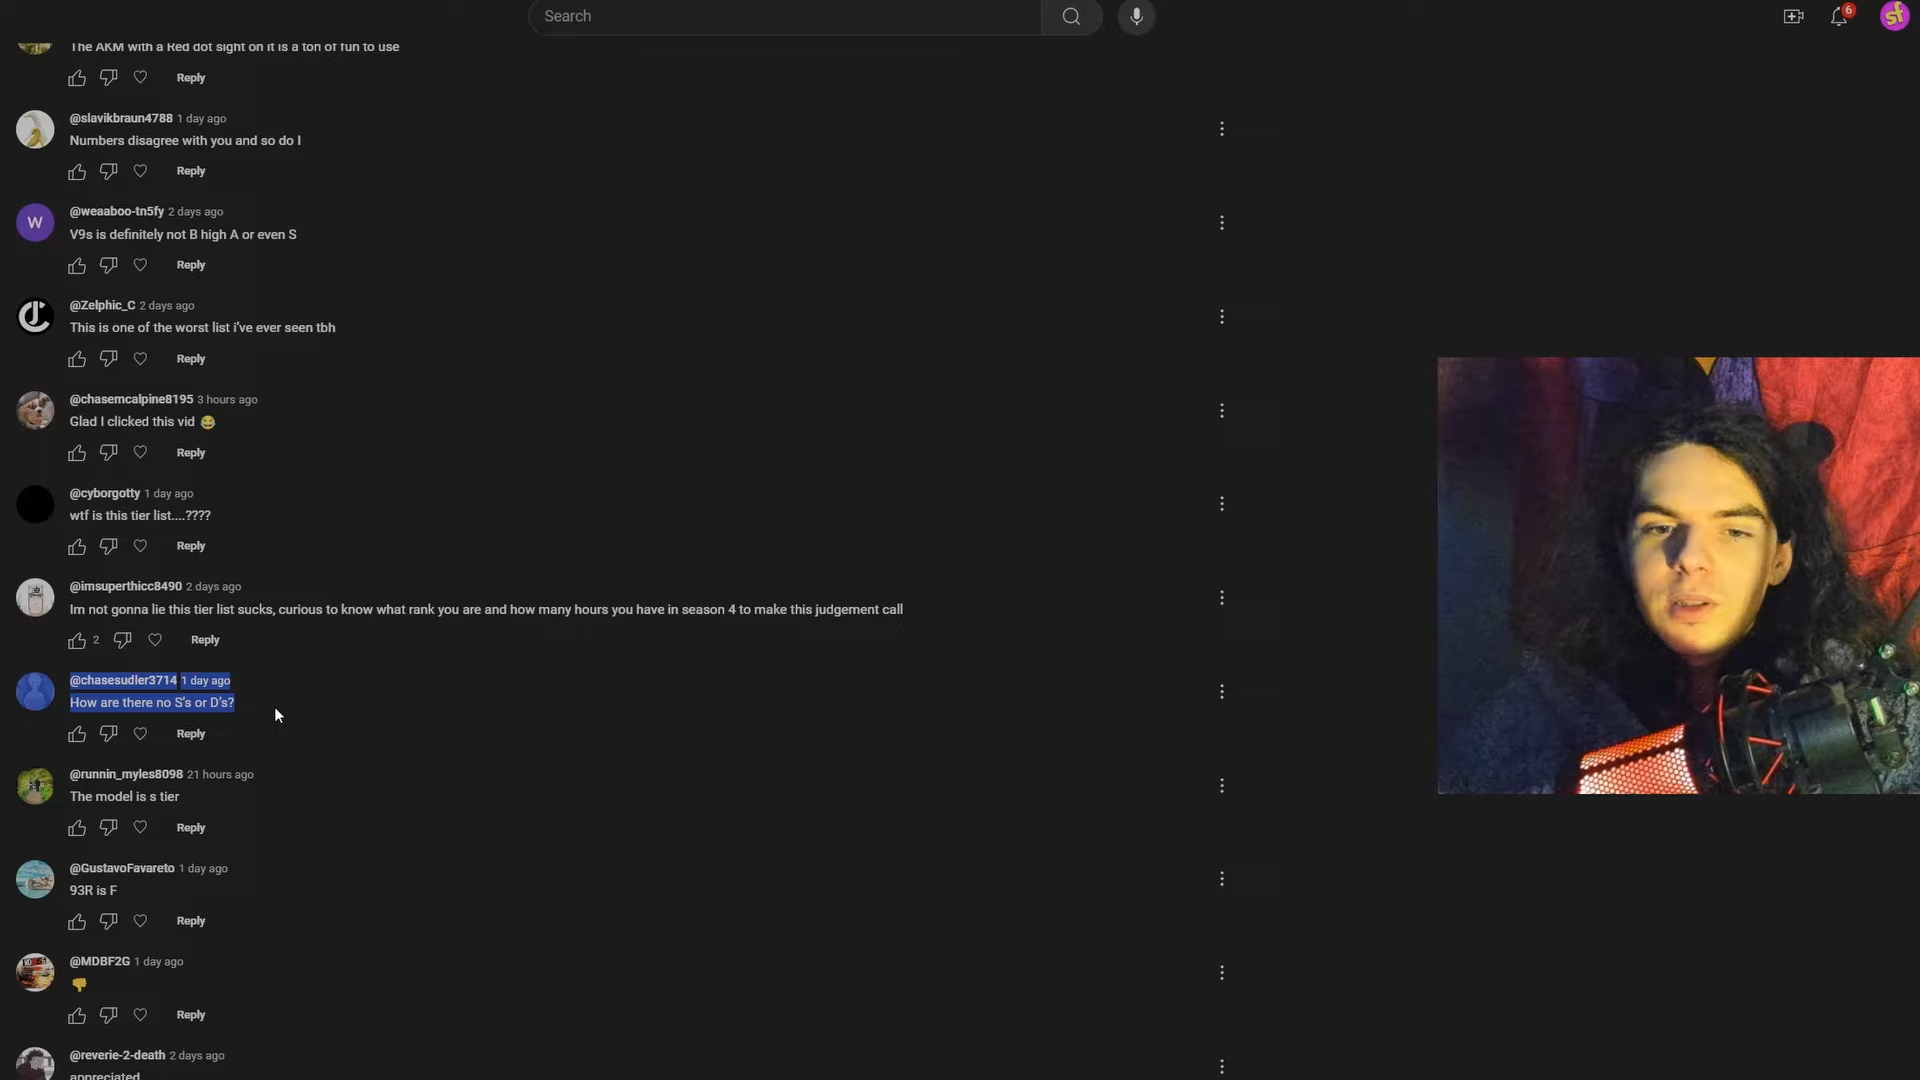 Search
6
sf
The AKM with a Red dot sight on it is a ton of fun to use
Reply
@slavikbraun4788 1 day ago
Numbers disagree with you and so do I
Reply
W
@weaaboo-tn5fy 2 days ago
V9s is definitely not B high A or even S
Reply
@Zelphic_C 2 days ago
This is one of the worst list i've ever seen tbh
Reply
@chasemcalpine8195 3 hours ago
Glad I clicked this vid 😂
Reply
@cyborgotty 1 day ago
wtf is this tier list....????
Reply
@imsuperthicc8490 2 days ago
Im not gonna lie this tier list sucks, curious to know what rank you are and how many hours you have in season 4 to make this judgement call
2 Reply
@chasesudler3714 1 day ago
How are there no S's or D's?
Reply
@runnin_myles8098 21 hours ago
The model is s tier
Reply
@GustavoFavareto 1 day ago
93R is F
Reply
@MDBF2G 1 day ago
👎
Reply
@reverie-2-death 2 days ago
appreciated